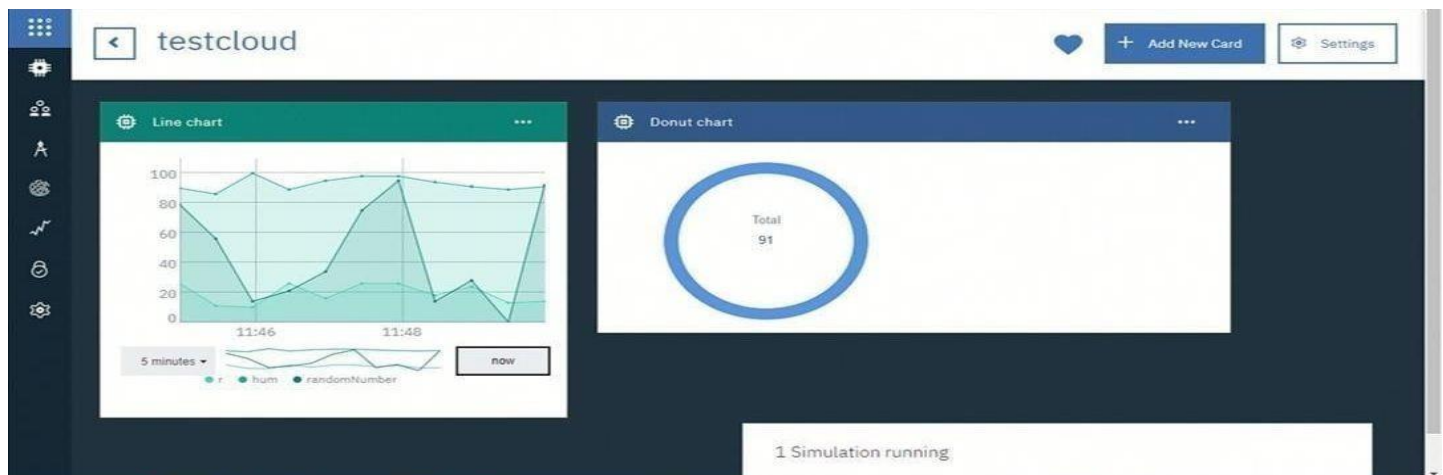 testcloud
+ Add New Card
Settings
Line chart
...
Donut chart
...
100
80
60
40
20
0
11:46
11:48
5 minutes
now
r
hum
randomNumber
Total
91
1 Simulation running